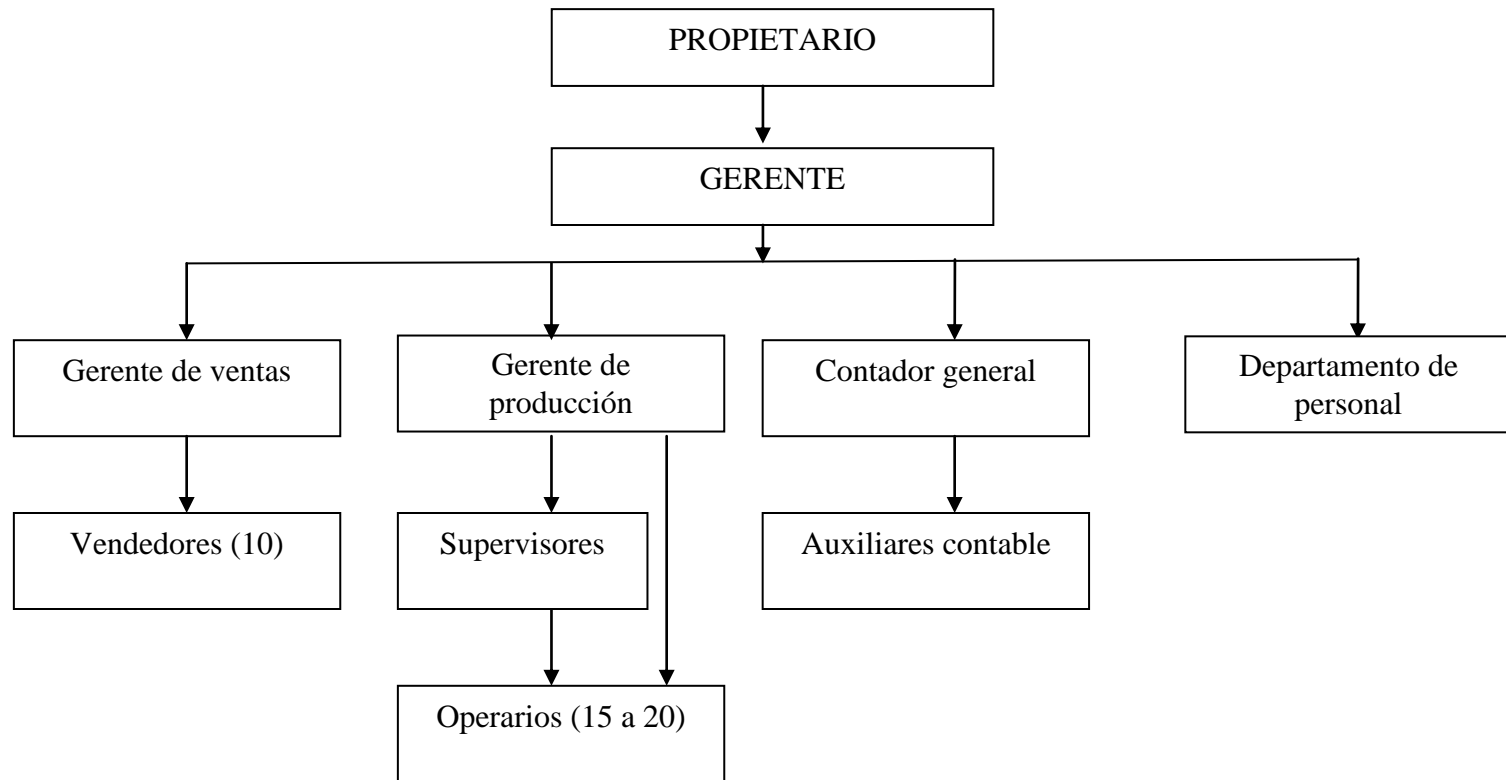 PROPIETARIO
GERENTE
Gerente de ventas
Gerente de
producción
Contador general
Departamento de
personal
Vendedores (10)
Supervisores
Auxiliares contable
Operarios (15 a 20)